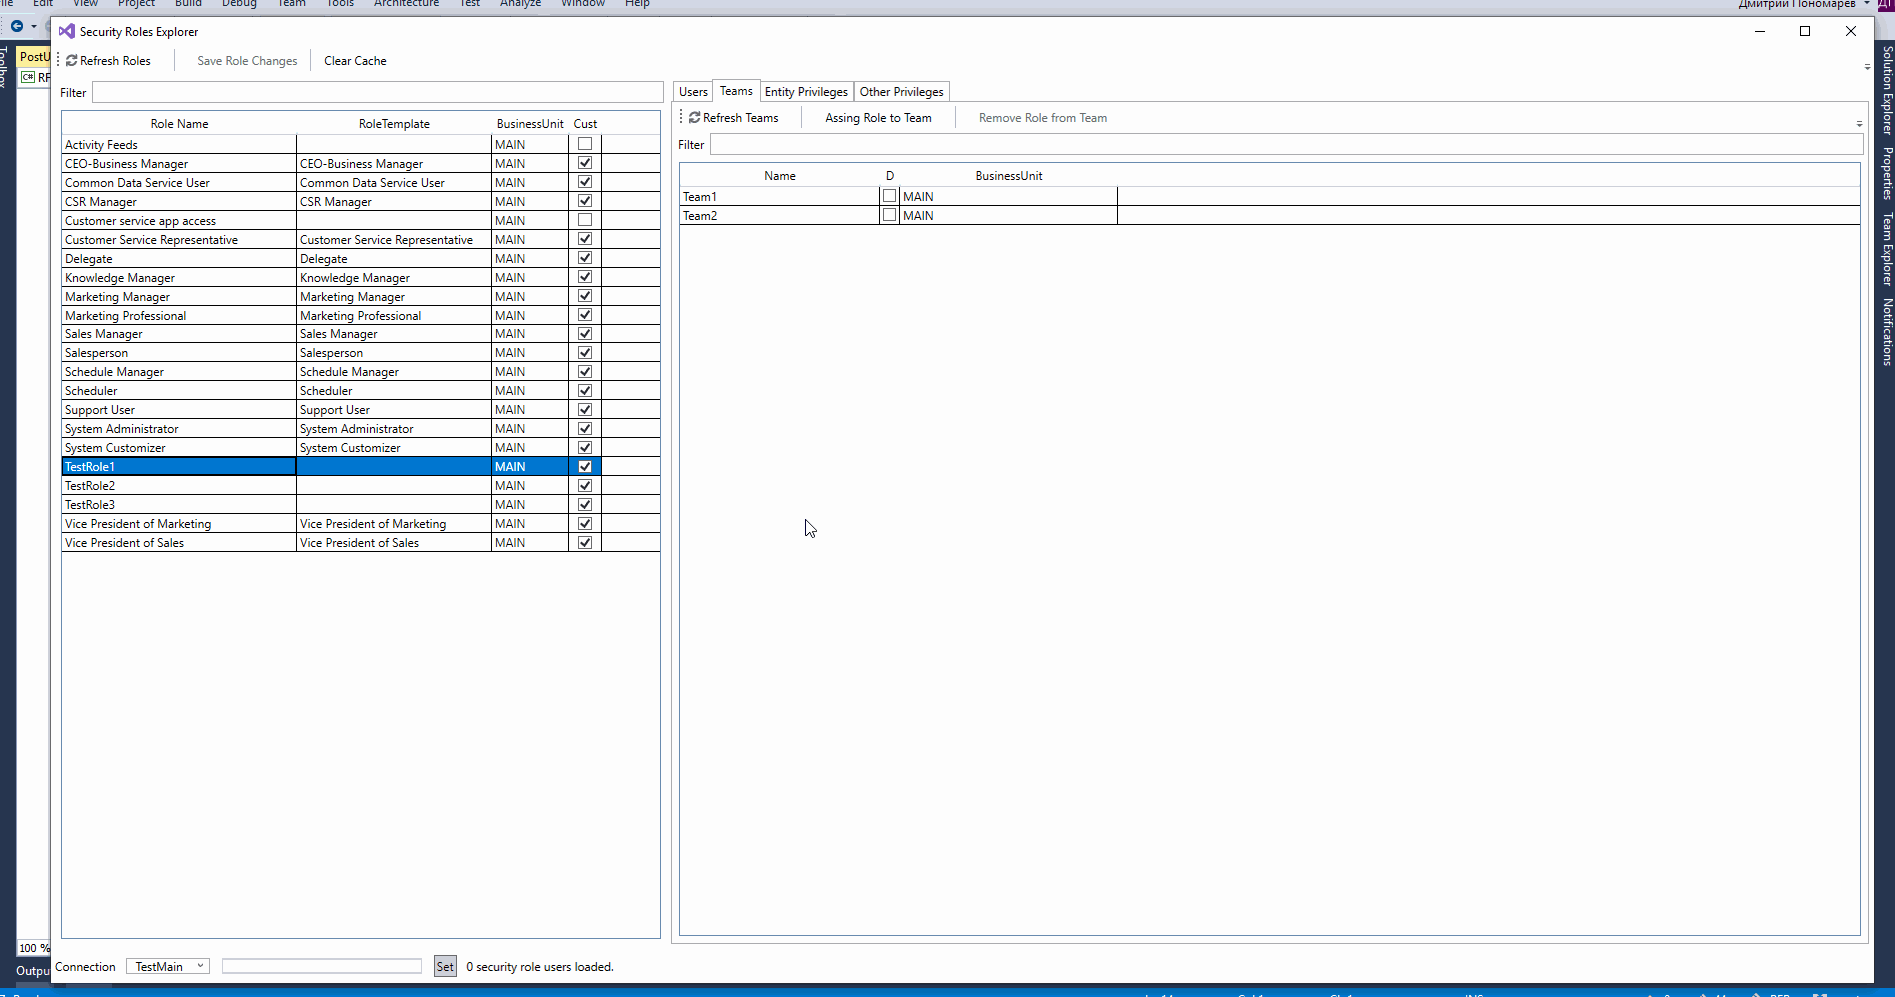 File Edit View Project Build Debug Team Tools Architecture Test Analyze Window Help
Дмитрий Пономарев ДП
Security Roles Explorer
Toolbox
PostU
C# RF
Refresh Roles Save Role Changes Clear Cache
Filter
Role Name RoleTemplate BusinessUnit Cust
Activity Feeds MAIN
CEO-Business Manager CEO-Business Manager MAIN
Common Data Service User Common Data Service User MAIN
CSR Manager CSR Manager MAIN
Customer service app access MAIN
Customer Service Representative Customer Service Representative MAIN
Delegate Delegate MAIN
Knowledge Manager Knowledge Manager MAIN
Marketing Manager Marketing Manager MAIN
Marketing Professional Marketing Professional MAIN
Sales Manager Sales Manager MAIN
Salesperson Salesperson MAIN
Schedule Manager Schedule Manager MAIN
Scheduler Scheduler MAIN
Support User Support User MAIN
System Administrator System Administrator MAIN
System Customizer System Customizer MAIN
TestRole1 MAIN
TestRole2 MAIN
TestRole3 MAIN
Vice President of Marketing Vice President of Marketing MAIN
Vice President of Sales Vice President of Sales MAIN
Users Teams Entity Privileges Other Privileges
Refresh Teams Assing Role to Team Remove Role from Team
Filter
Name D BusinessUnit
Team1 MAIN
Team2 MAIN
Solution Explorer
Properties
Team Explorer
Notifications
100 %
Outpu
Connection TestMain Set 0 security role users loaded.